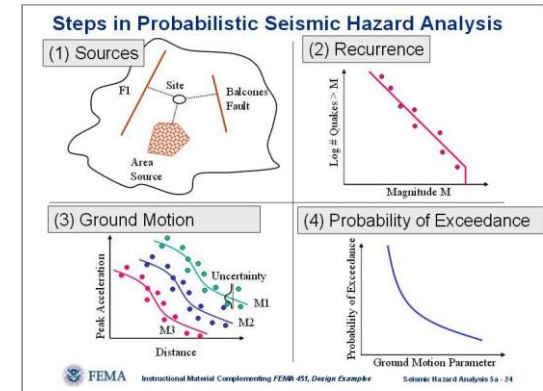 Steps in Probabilistic Seismic Hazard Analysis
(1) Sources
F1
Site
Balcones
Fault
Area
Source
(2) Recurrence
Log # Quakes > M
Magnitude M
(3) Ground Motion
Peak Acceleration
Uncertainty
M1
M2
M3
Distance
(4) Probability of Exceedance
Probability of Exceedance
Ground Motion Parameter
FEMA
Instructional Material Complementing FEMA 451, Design Examples
Seismic Hazard Analysis 5a - 24